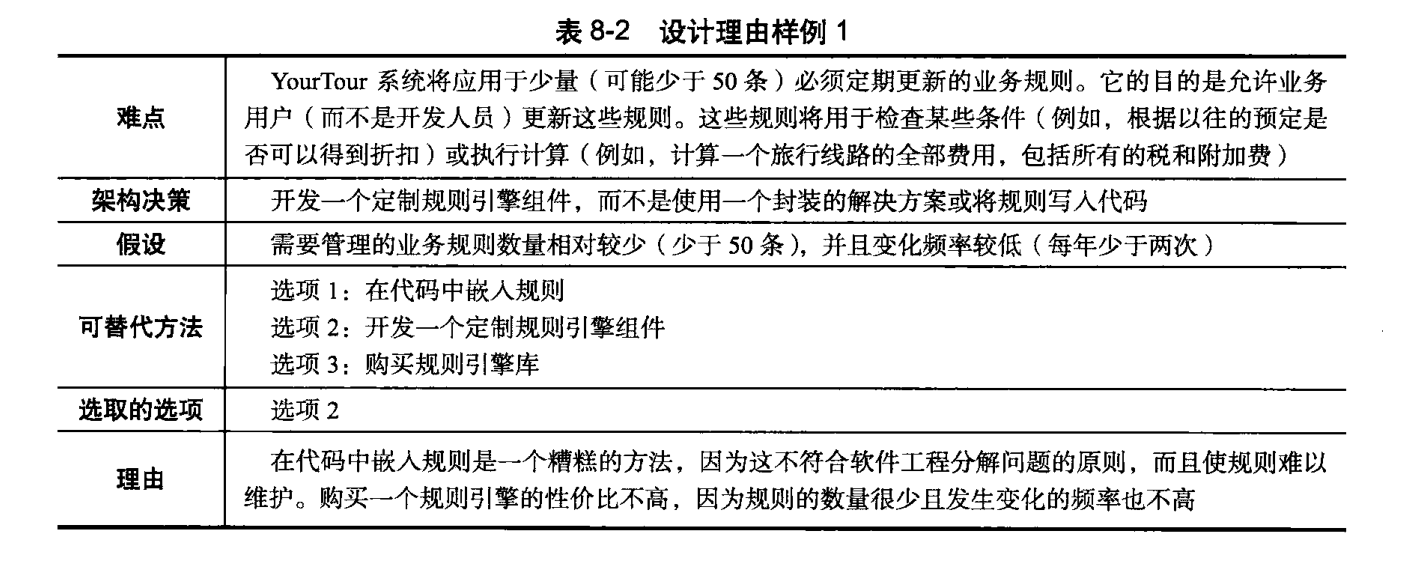 表 8-2 设计理由样例 1
难点
YourTour 系统将应用于少量（可能少于 50 条）必须定期更新的业务规则。它的目的是允许业务
用户（而不是开发人员）更新这些规则。这些规则将用于检查某些条件（例如，根据以往的预定是
否可以得到折扣）或执行计算（例如，计算一个旅行线路的全部费用，包括所有的税和附加费）
架构决策
开发一个定制规则引擎组件，而不是使用一个封装的解决方案或将规则写入代码
假设
需要管理的业务规则数量相对较少（少于 50 条），并且变化频率较低（每年少于两次）
可替代方法
选项 1：在代码中嵌入规则
选项 2：开发一个定制规则引擎组件
选项 3：购买规则引擎库
选取的选项
选项 2
理由
在代码中嵌入规则是一个糟糕的方法，因为这不符合软件工程分解问题的原则，而且使规则难以
维护。购买一个规则引擎的性价比不高，因为规则的数量很少且发生变化的频率也不高